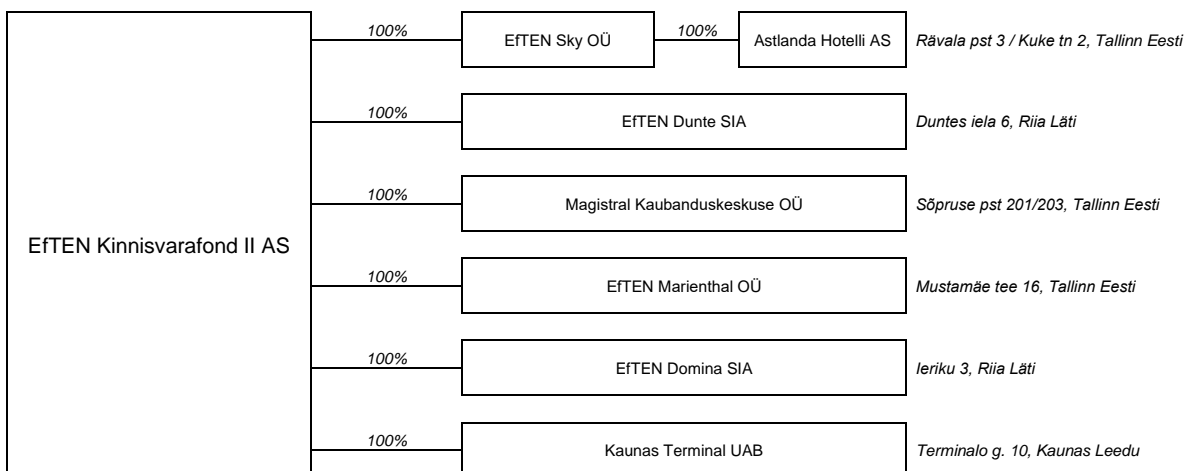 100%
EfTEN Sky OÜ
100%
Astlanda Hotelli AS
Rävala pst 3 / Kuke tn 2, Tallinn Eesti
100%
EfTEN Dunte SIA
Duntes iela 6, Riia Läti
100%
Magistral Kaubanduskeskuse OÜ
Sõpruse pst 201/203, Tallinn Eesti
EfTEN Kinnisvarafond II AS
100%
EfTEN Marienthal OÜ
Mustamäe tee 16, Tallinn Eesti
100%
EfTEN Domina SIA
Ieriku 3, Riia Läti
100%
Kaunas Terminal UAB
Terminalo g. 10, Kaunas Leedu